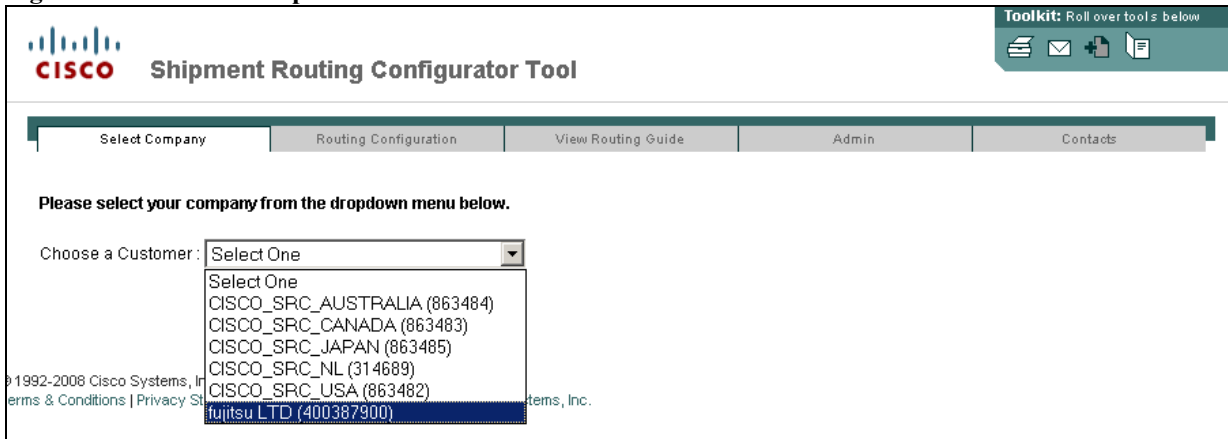 Toolkit: Roll over tools below
CISCO
Shipment Routing Configurator Tool
Select Company
Routing Configuration
View Routing Guide
Admin
Contacts
Please select your company from the dropdown menu below.
Choose a Customer : Select One
Select One
CISCO_SRC_AUSTRALIA (863484)
CISCO_SRC_CANADA (863483)
CISCO_SRC_JAPAN (863485)
CISCO_SRC_NL (314689)
CISCO_SRC_USA (863482)
fujitsu LTD (400387900)
1992-2008 Cisco Systems, In
erms & Conditions | Privacy St tems, Inc.